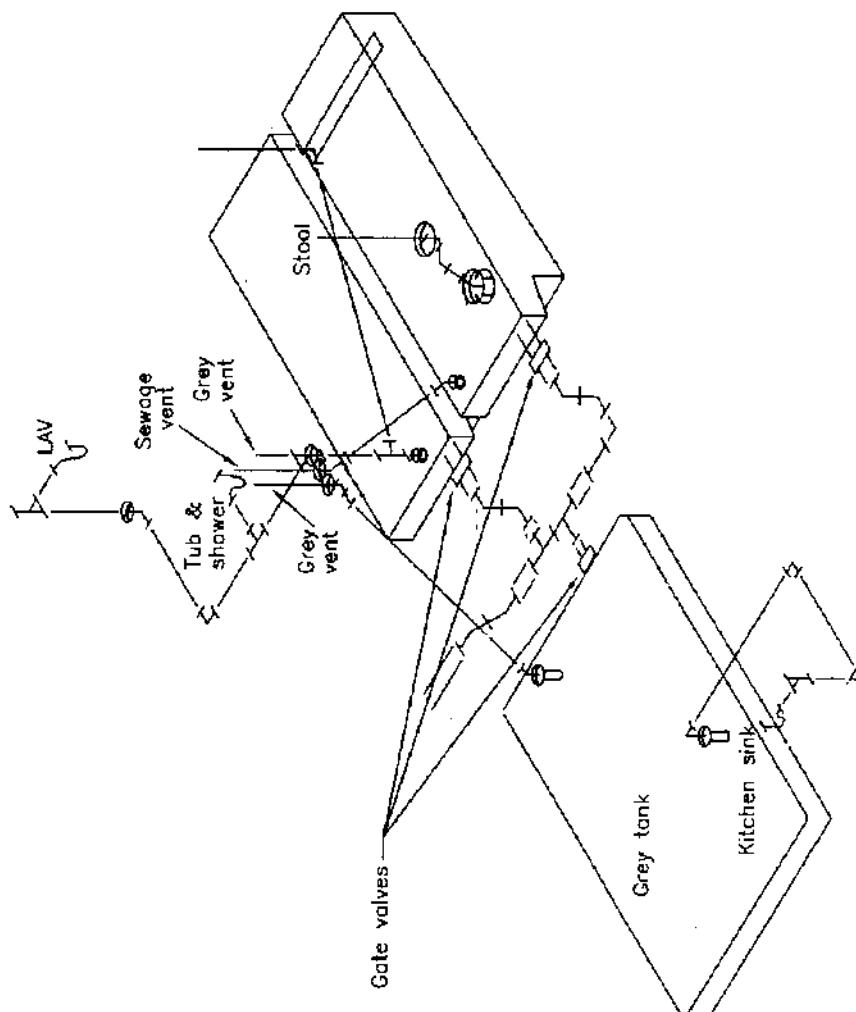 LAV
Sewage
vent
Grey
vent
Tub &
shower
Grey
vent
Stool
Gate valves
Grey tank
Kitchen sink